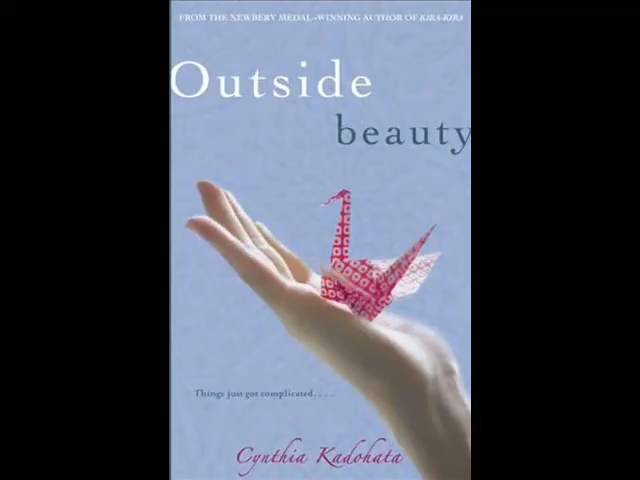 FROM THE NEWBERY MEDAL–WINNING AUTHOR OF KIRA-KIRA
Outside
beauty
Things just got complicated. . . .
Cynthia Kadohata